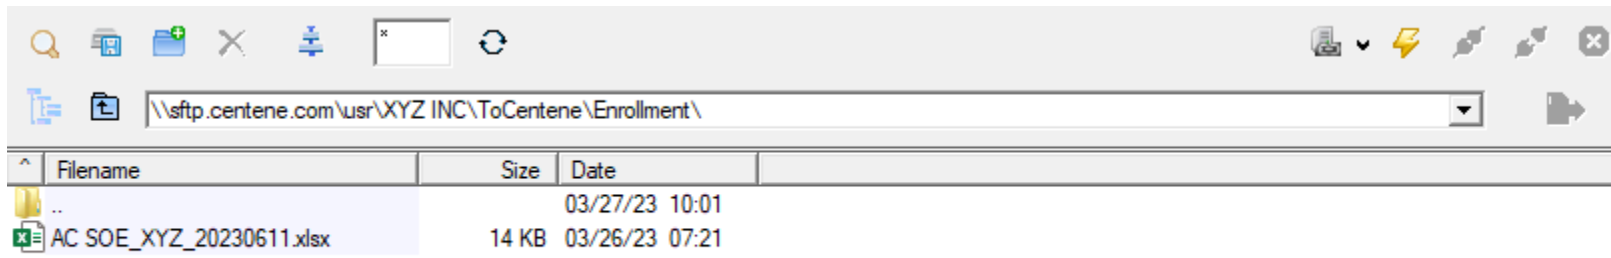 *
\\sftp.centene.com\usr\XYZ INC\ToCentene\Enrollment\
^ Filename Size Date
.. 03/27/23 10:01
AC SOE_XYZ_20230611.xlsx 14 KB 03/26/23 07:21